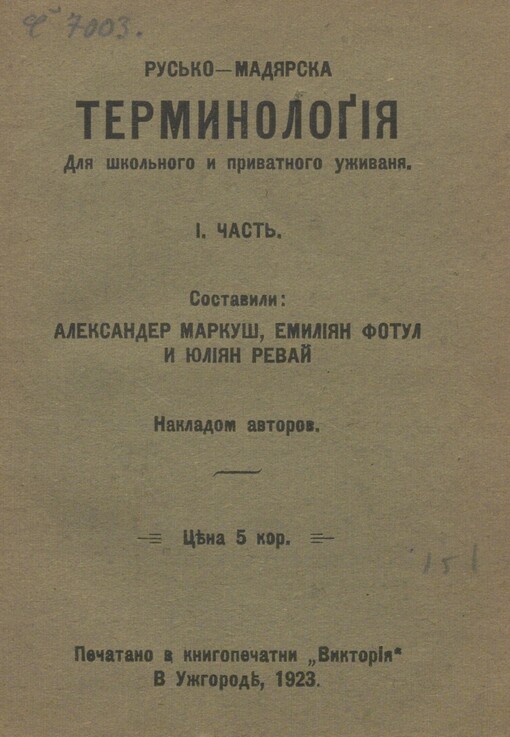 7003.
РУСЬКО—МАДЯРСКА
ТЕРМИНОЛОҐІЯ
Для школьного и приватного уживаня.
I. ЧАСТЬ.
Составили:
АЛЕКСАНДЕР МАРКУШ, ЕМИЛІЯН ФОТУЛ
И ЮЛІЯН РЕВАЙ
Накладом авторов.
Цѣна 5 кор.
151
Печатано в книгопечатни „Викторія“
В Ужгородѣ, 1923.